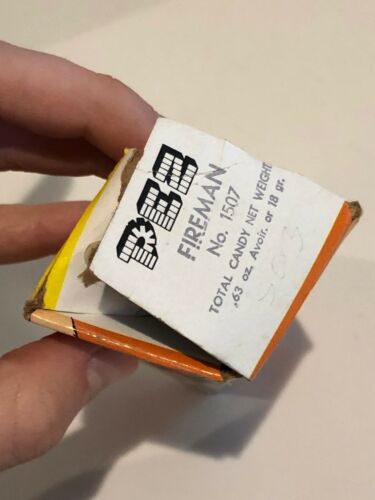 PEZ
FIREMAN
No. 1507
TOTAL CANDY NET WEIGHT
.63 oz. Avoir. or 18 gr.